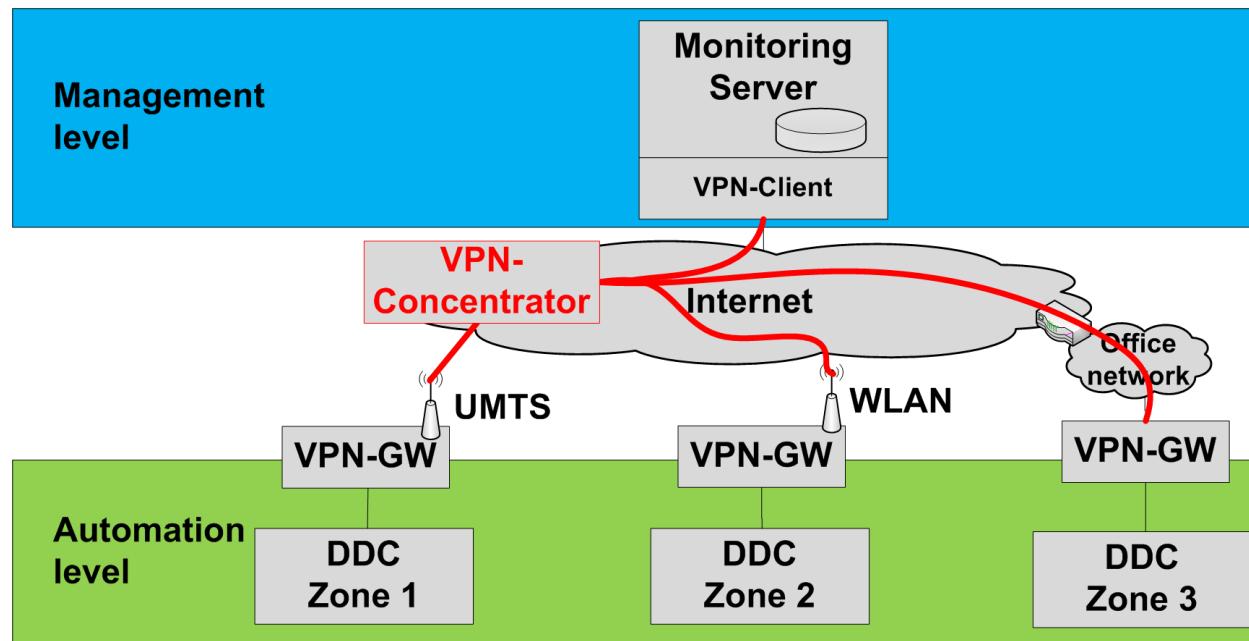 Monitoring
Server
Management
level
VPN-Client
VPN-
Concentrator
Internet
Office
network
UMTS
WLAN
VPN-GW
VPN-GW
VPN-GW
Automation
level
DDC
Zone 1
DDC
Zone 2
DDC
Zone 3